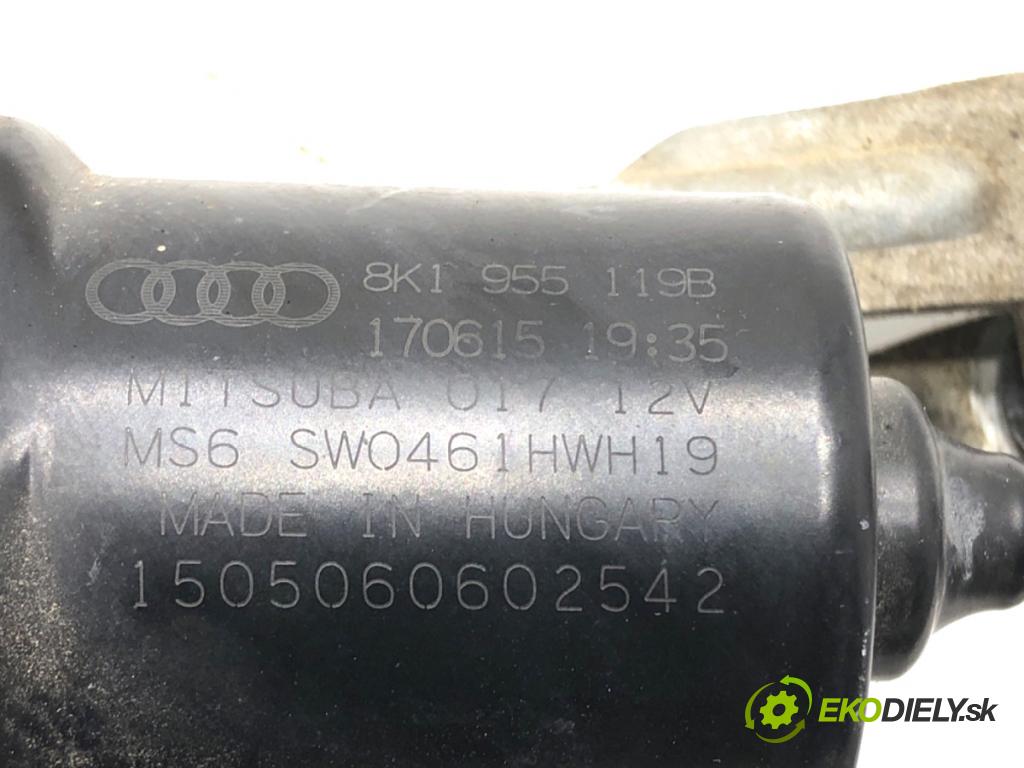 8K1 955 119B
170615 19:35
MITSUBA 017 12V
MS6 SW0461HWH19
MADE IN HUNGARY
1505060602542
EKODIELY.sk